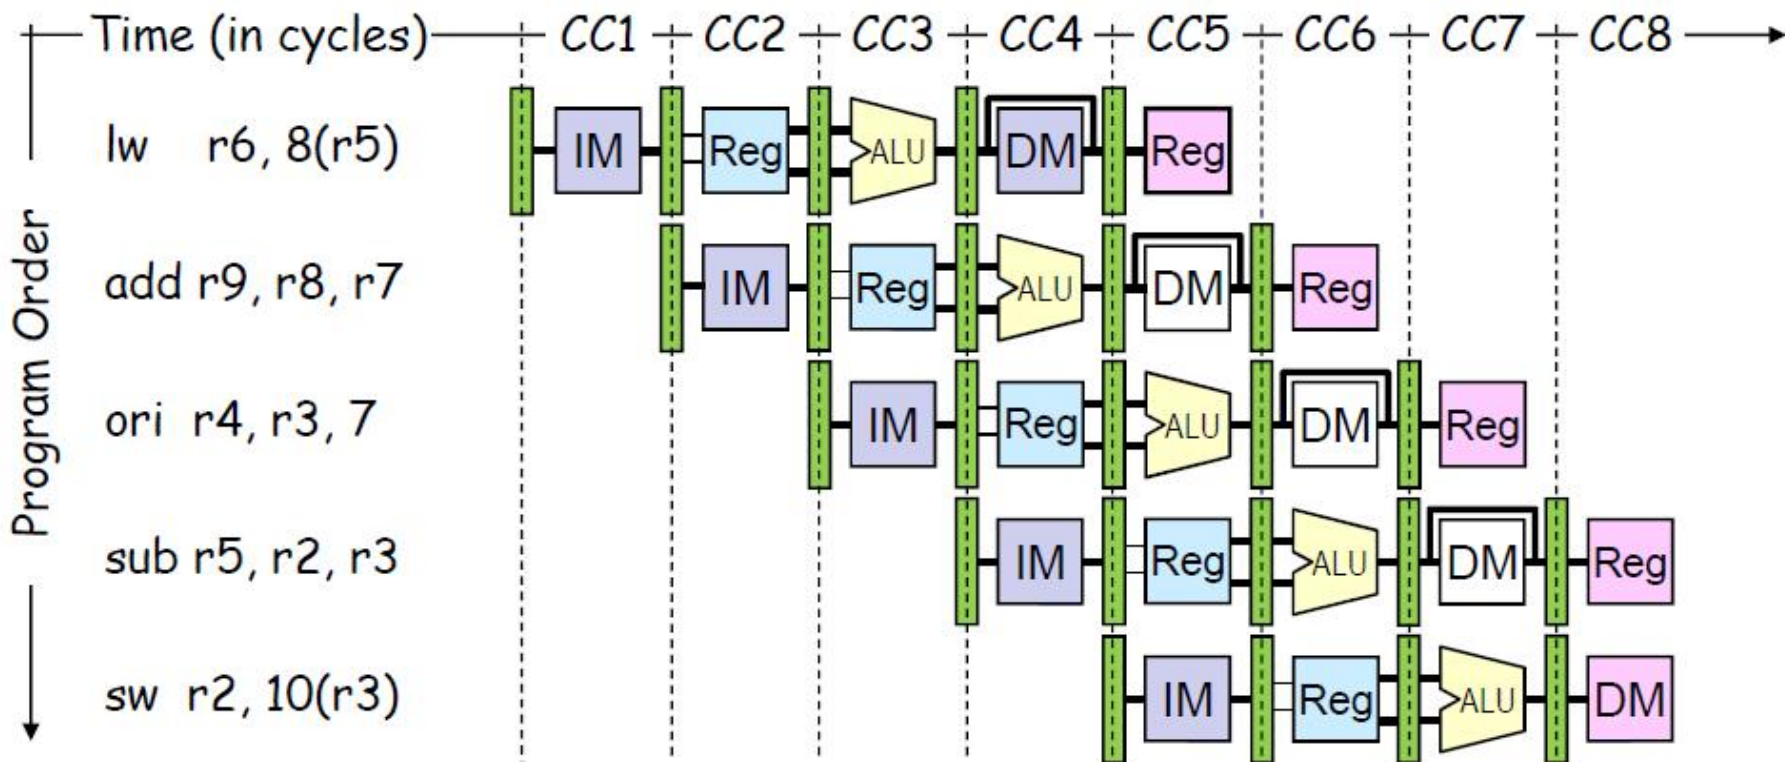 Time (in cycles) CC1 CC2 CC3 CC4 CC5 CC6 CC7 CC8
Program Order
lw r6, 8(r5) IM Reg ALU DM Reg
add r9, r8, r7 IM Reg ALU DM Reg
ori r4, r3, 7 IM Reg ALU DM Reg
sub r5, r2, r3 IM Reg ALU DM Reg
sw r2, 10(r3) IM Reg ALU DM